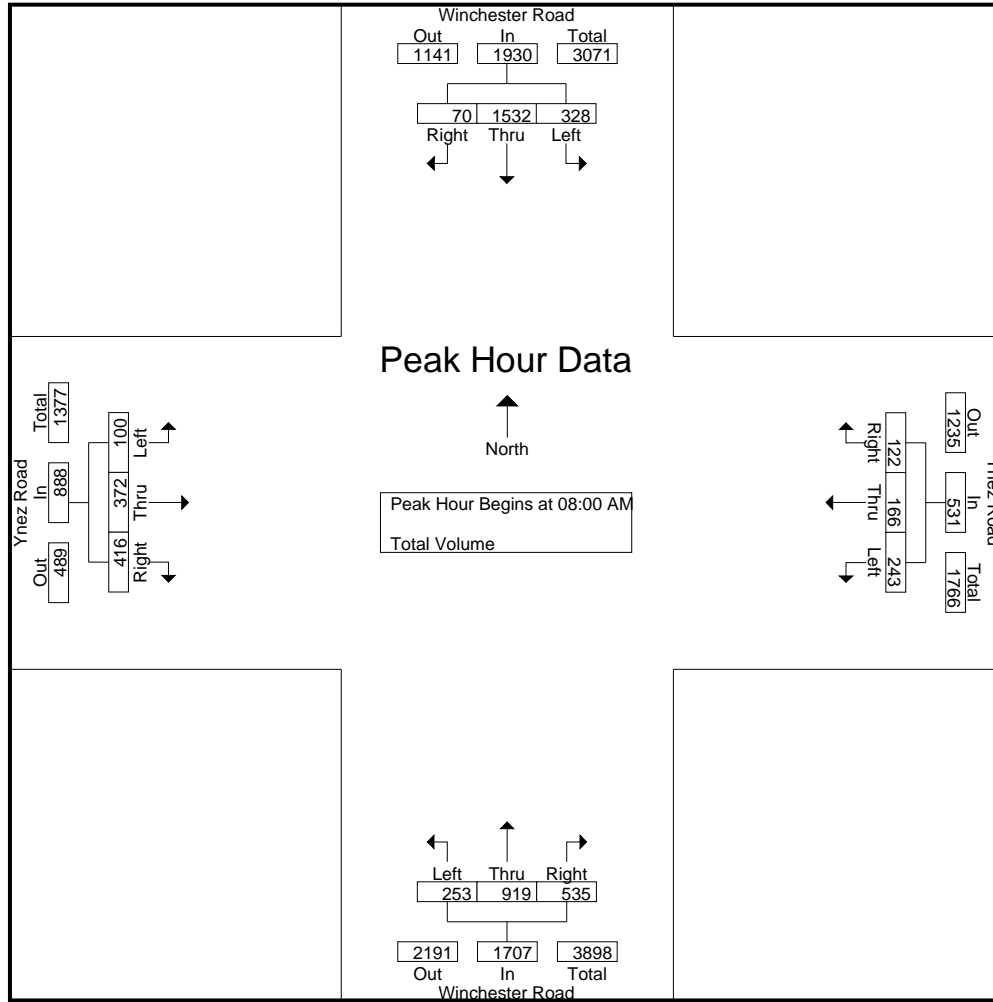 Winchester Road
Out In Total
1141 1930 3071
70 1532 328
Right Thru Left
Peak Hour Data
North
Peak Hour Begins at 08:00 AM
Total Volume
Ynez Road
Out In Total
489 888 1377
Right Thru Left
416 372 100
Out In Total
1235 531 1766
122 166 243
Right Thru Left
Ynez Road
Left Thru Right
253 919 535
2191 1707 3898
Out In Total
Winchester Road